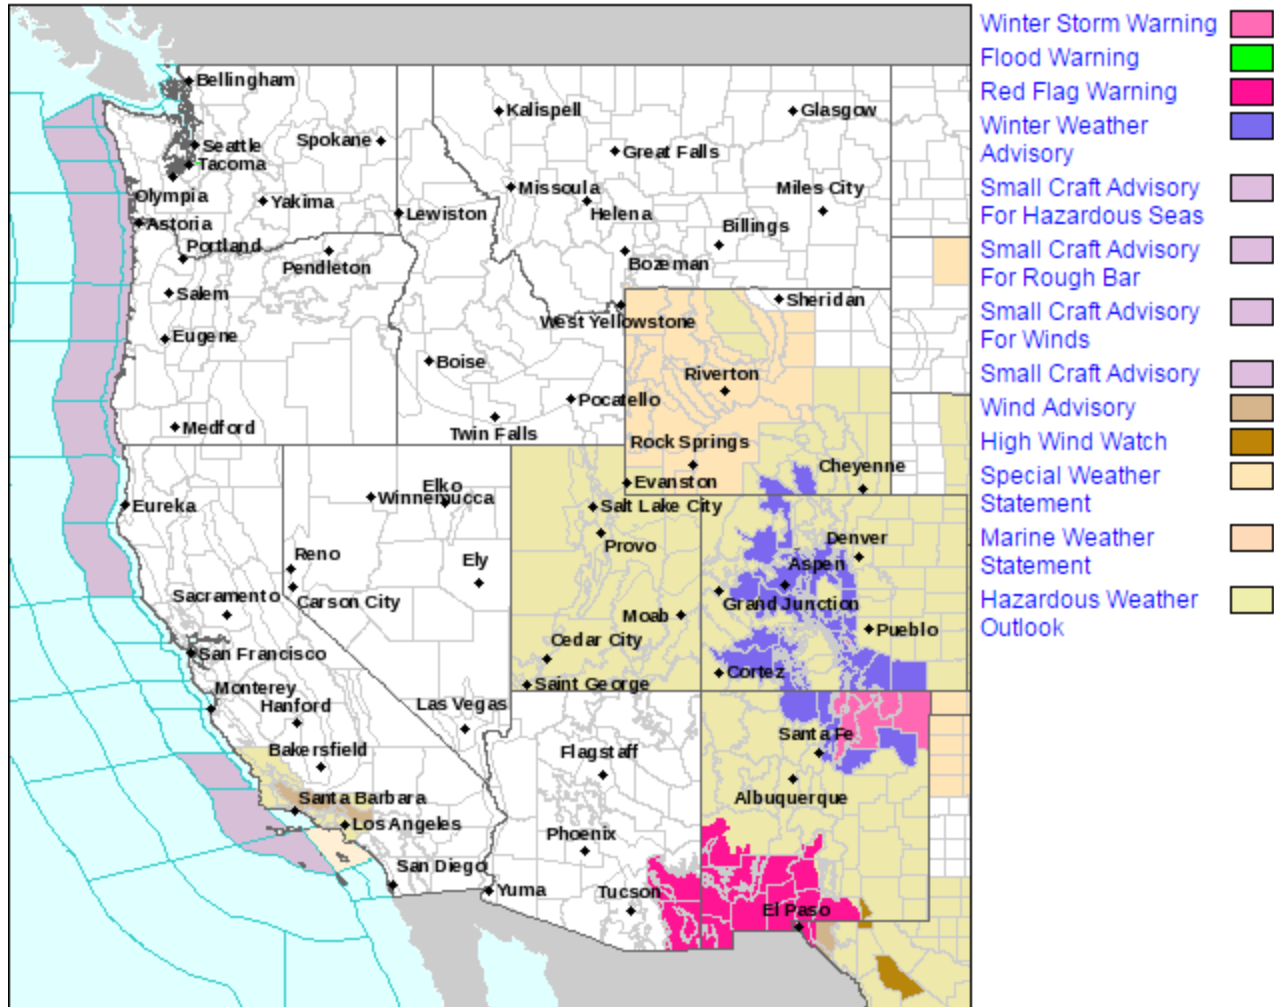 Bellingham
Seattle
Tacoma
Olympia
Astoria
Portland
Spokane
Yakima
Lewiston
Pendleton
Salem
Eugene
Medford
Kalispell
Great Falls
Glasgow
Missoula
Helena
Miles City
Billings
Bozeman
West Yellowstone
Sheridan
Boise
Pocatello
Twin Falls
Riverton
Rock Springs
Evanston
Cheyenne
Eureka
Winnemucca
Elko
Reno
Carson City
Ely
Sacramento
San Francisco
Monterey
Hanford
Bakersfield
Las Vegas
Santa Barbara
Los Angeles
San Diego
Salt Lake City
Provo
Moab
Cedar City
Saint George
Denver
Aspen
Grand Junction
Pueblo
Cortez
Flagstaff
Phoenix
Tucson
Yuma
Santa Fe
Albuquerque
El Paso
Winter Storm Warning
Flood Warning
Red Flag Warning
Winter Weather
Advisory
Small Craft Advisory
For Hazardous Seas
Small Craft Advisory
For Rough Bar
Small Craft Advisory
For Winds
Small Craft Advisory
Wind Advisory
High Wind Watch
Special Weather
Statement
Marine Weather
Statement
Hazardous Weather
Outlook